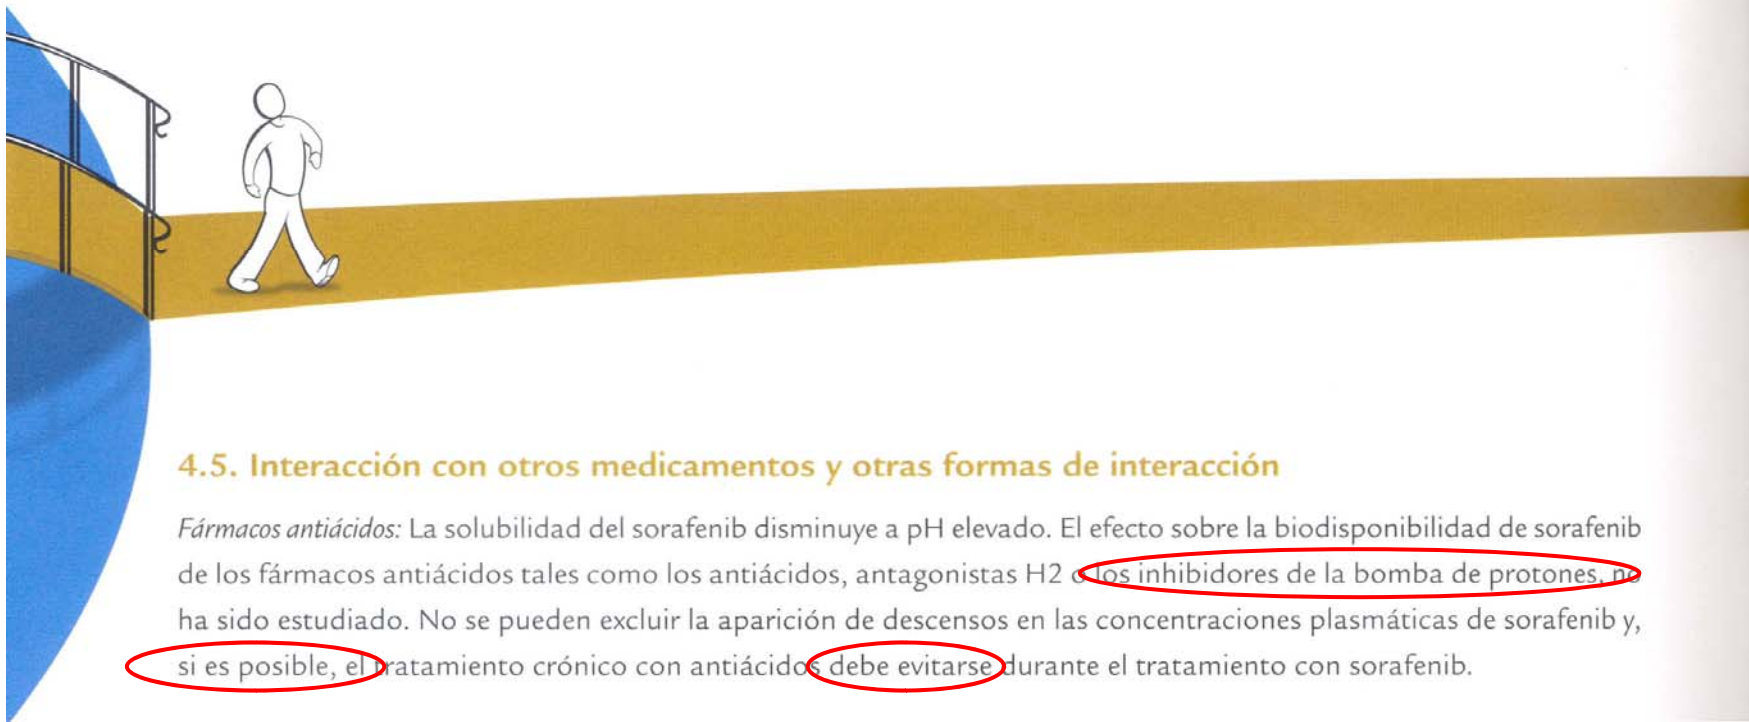 4.5. Interacción con otros medicamentos y otras formas de interacción
Fármacos antiácidos: La solubilidad del sorafenib disminuye a pH elevado. El efecto sobre la biodisponibilidad de sorafenib
de los fármacos antiácidos tales como los antiácidos, antagonistas H2 o los inhibidores de la bomba de protones, no
ha sido estudiado. No se pueden excluir la aparición de descensos en las concentraciones plasmáticas de sorafenib y,
si es posible, el tratamiento crónico con antiácidos debe evitarse durante el tratamiento con sorafenib.